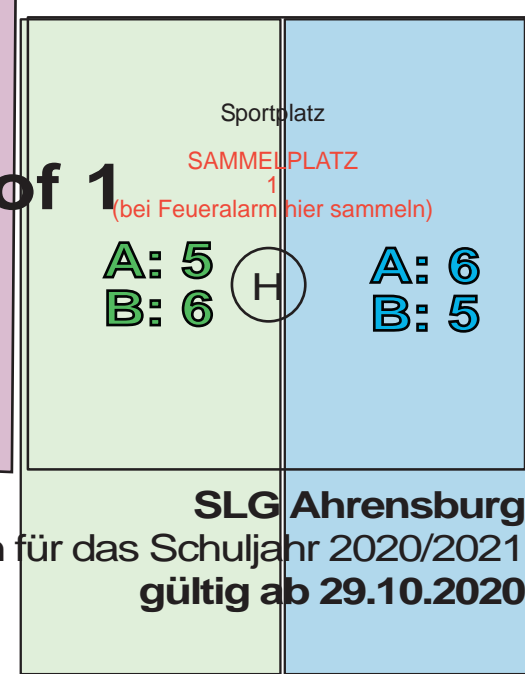 Sportplatz
SAMMELPLATZ
1
(bei Feueralarm hier sammeln)
of 1
A: 5
B: 6
H
A: 6
B: 5
SLG Ahrensburg
für das Schuljahr 2020/2021
gültig ab 29.10.2020